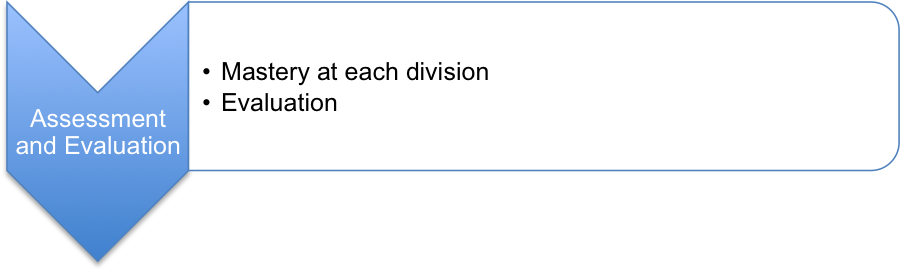 Assessment
and Evaluation
• Mastery at each division
• Evaluation